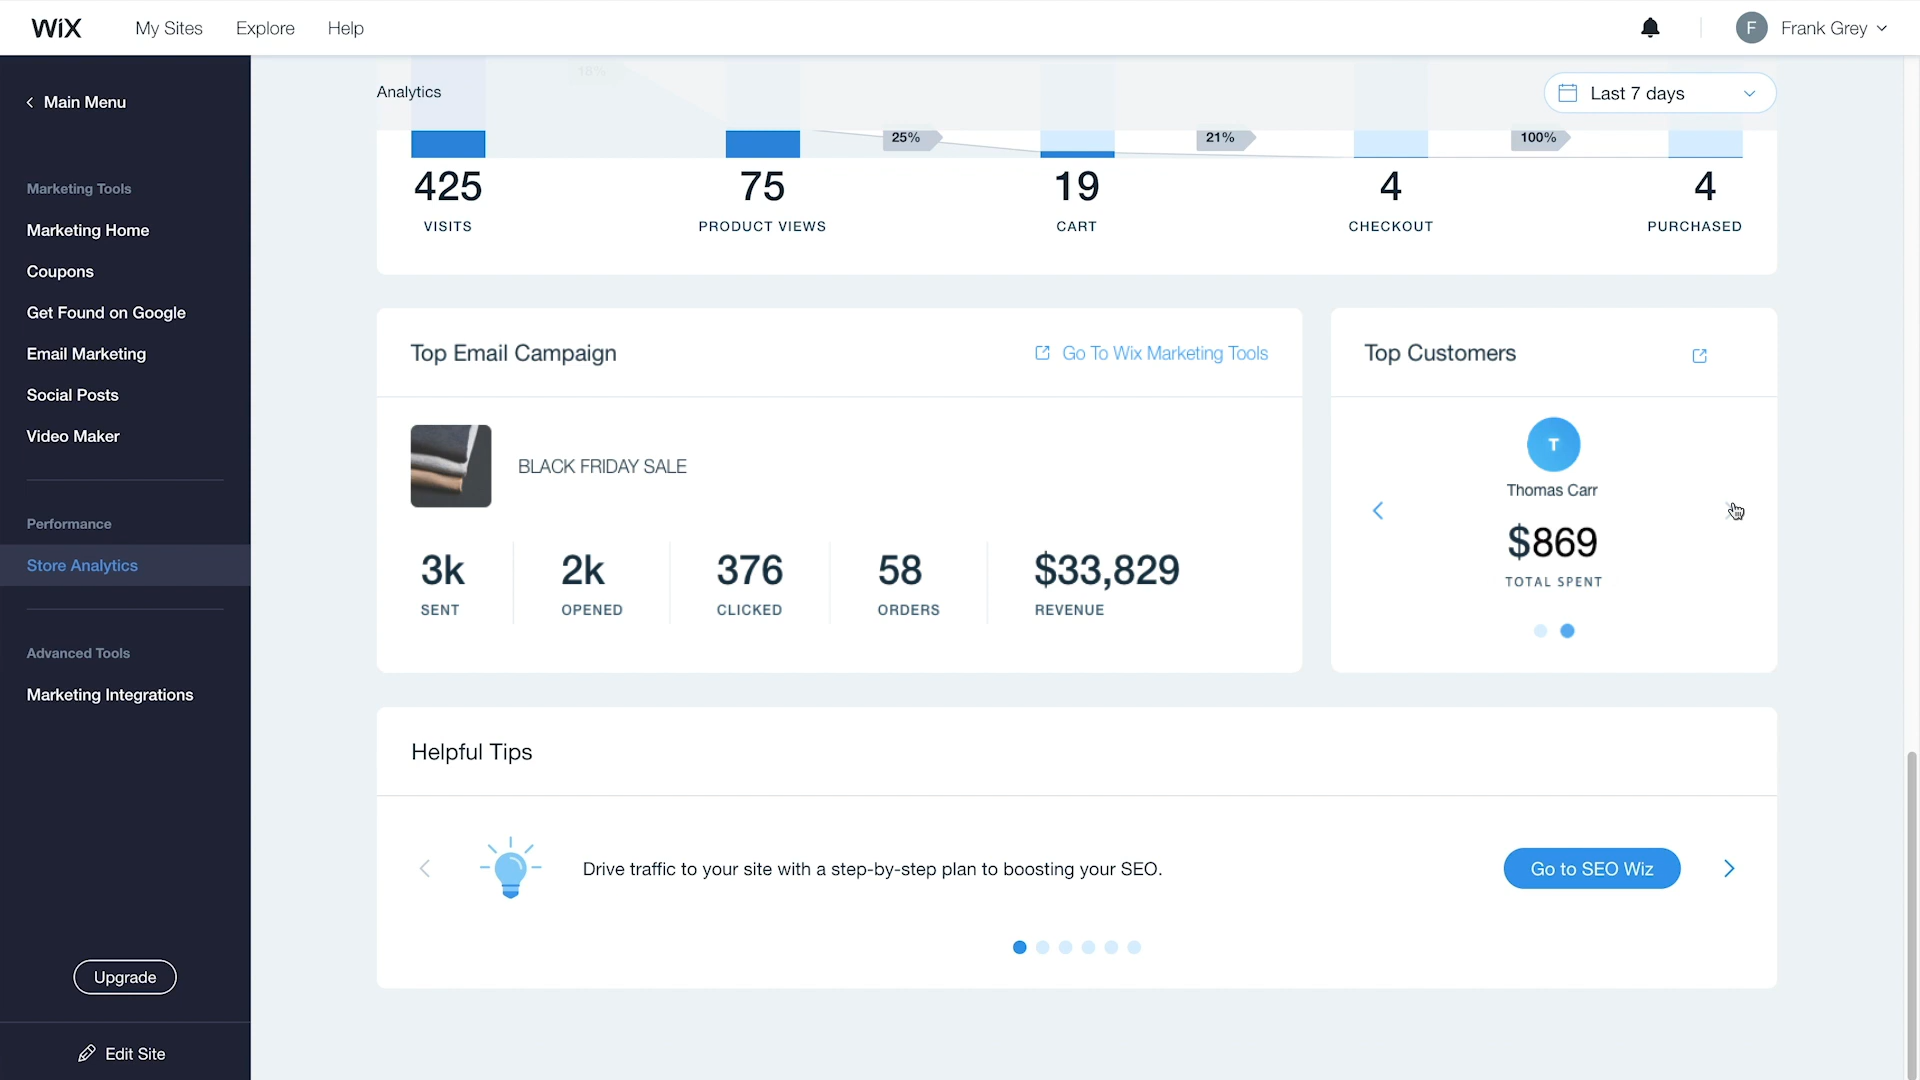 WiX
My Sites
Explore
Help
F
Frank Grey
Main Menu
Marketing Tools
Marketing Home
Coupons
Get Found on Google
Email Marketing
Social Posts
Video Maker
Performance
Store Analytics
Advanced Tools
Marketing Integrations
Upgrade
Edit Site
Analytics
Last 7 days
18%
25%
21%
100%
425
VISITS
75
PRODUCT VIEWS
19
CART
4
CHECKOUT
4
PURCHASED
Top Email Campaign
Go To Wix Marketing Tools
BLACK FRIDAY SALE
3k
SENT
2k
OPENED
376
CLICKED
58
ORDERS
$33,829
REVENUE
Top Customers
T
Thomas Carr
$869
TOTAL SPENT
Helpful Tips
Drive traffic to your site with a step-by-step plan to boosting your SEO.
Go to SEO Wiz